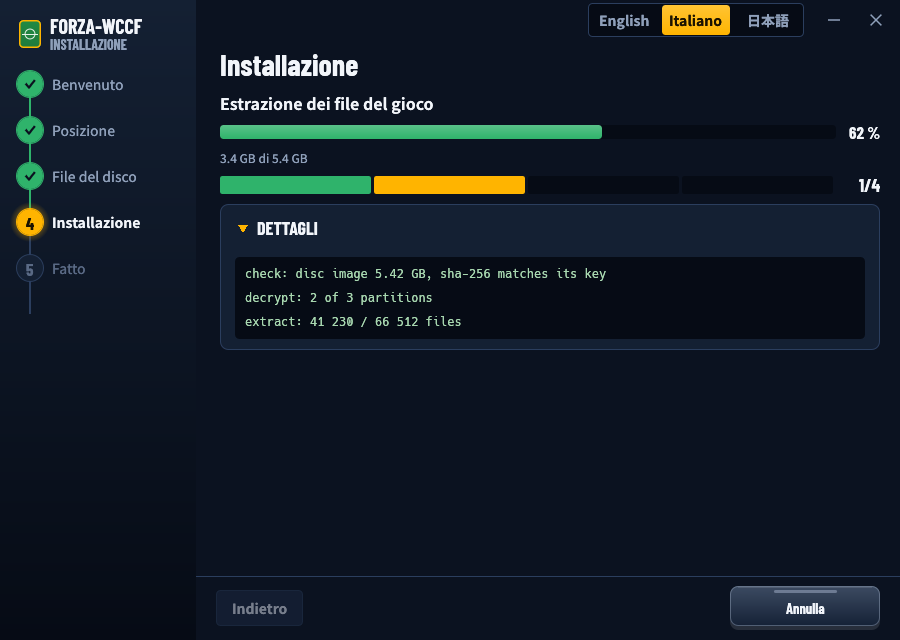 FORZA-WCCF
INSTALLAZIONE
English
Italiano
日本語
Benvenuto
Posizione
File del disco
4
Installazione
5
Fatto
Installazione
Estrazione dei file del gioco
62 %
3.4 GB di 5.4 GB
1/4
DETTAGLI
check: disc image 5.42 GB, sha-256 matches its key
decrypt: 2 of 3 partitions
extract: 41 230 / 66 512 files
Indietro
Annulla